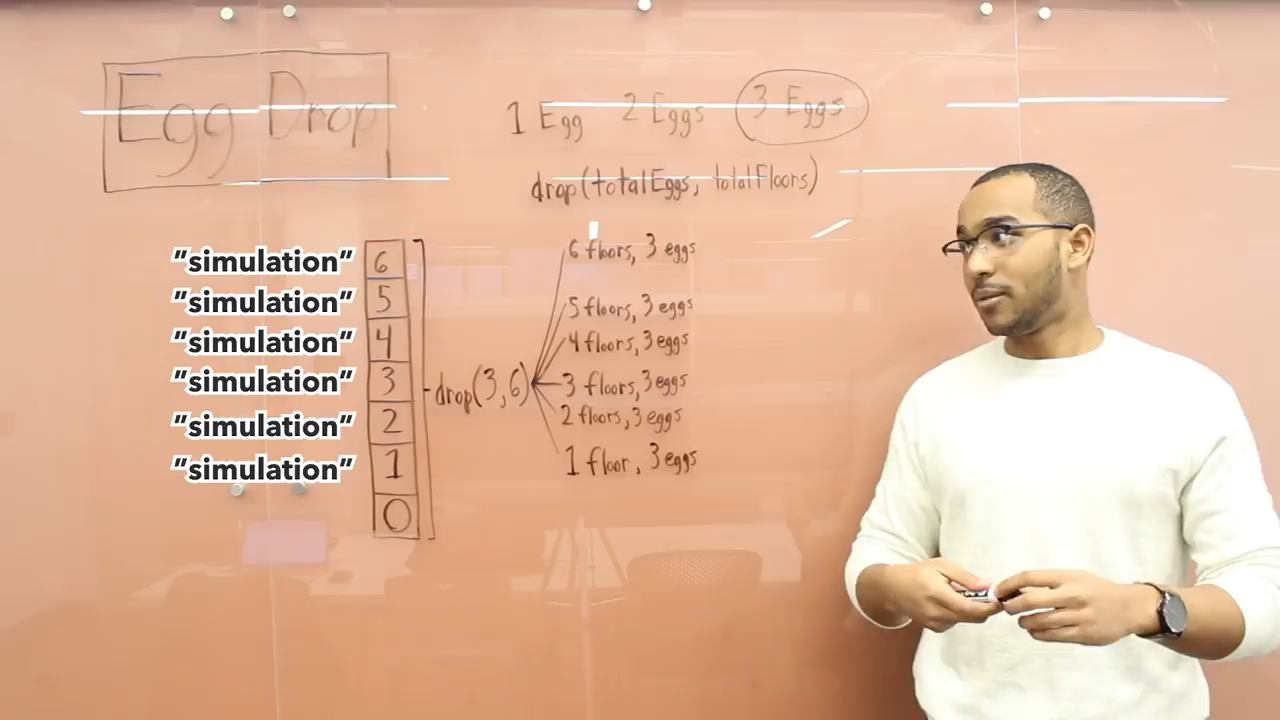 Egg Drop
1 Egg 2 Eggs 3 Eggs
drop(totalEggs, totalFloors)
"simulation" 6 6 floors, 3 eggs
"simulation" 5 5 floors, 3 eggs
"simulation" 4 4 floors, 3 eggs
"simulation" 3 drop(3,6) 3 floors, 3 eggs
"simulation" 2 2 floors, 3 eggs
"simulation" 1 1 floor, 3 eggs
0